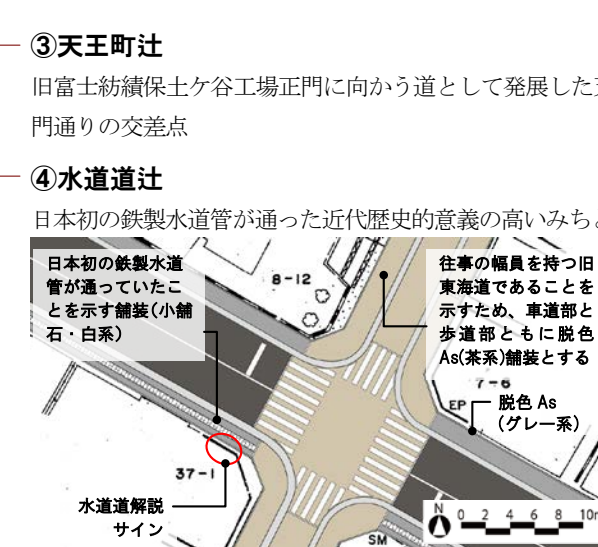 ③天王町辻
旧富士紡績保土ケ谷工場正門に向かう道として発展した
門通りの交差点
④水道道辻
日本初の鉄製水道管が通った近代歴史的意義の高いみち
日本初の鉄製水道
管が通っていたこ
とを示す舗装(小舗
石・白系)
8-12
往事の幅員を持つ旧
東海道であることを
示すため、車道部と
歩道部ともに脱色
As(茶系)舗装とする
7-6
EP
脱色 As
(グレー系)
37-1
水道道解説
サイン
N
0 2 4 6 8 10m
SM